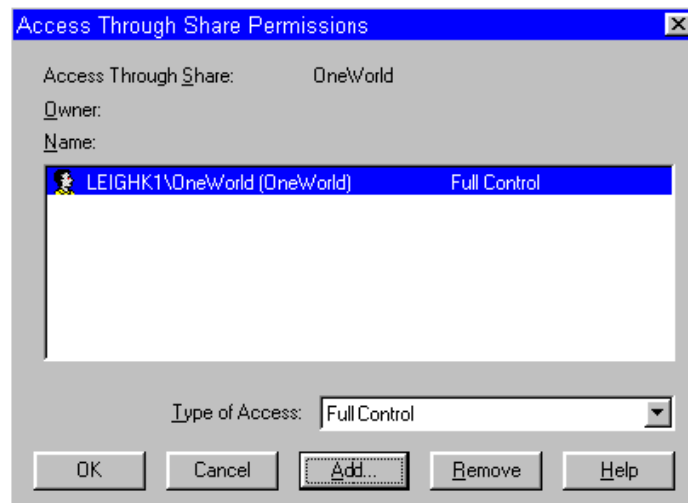 Access Through Share Permissions
Access Through Share: OneWorld
Owner:
Name:
LEIGHK1\OneWorld (OneWorld) Full Control
Type of Access: Full Control
OK Cancel Add... Remove Help